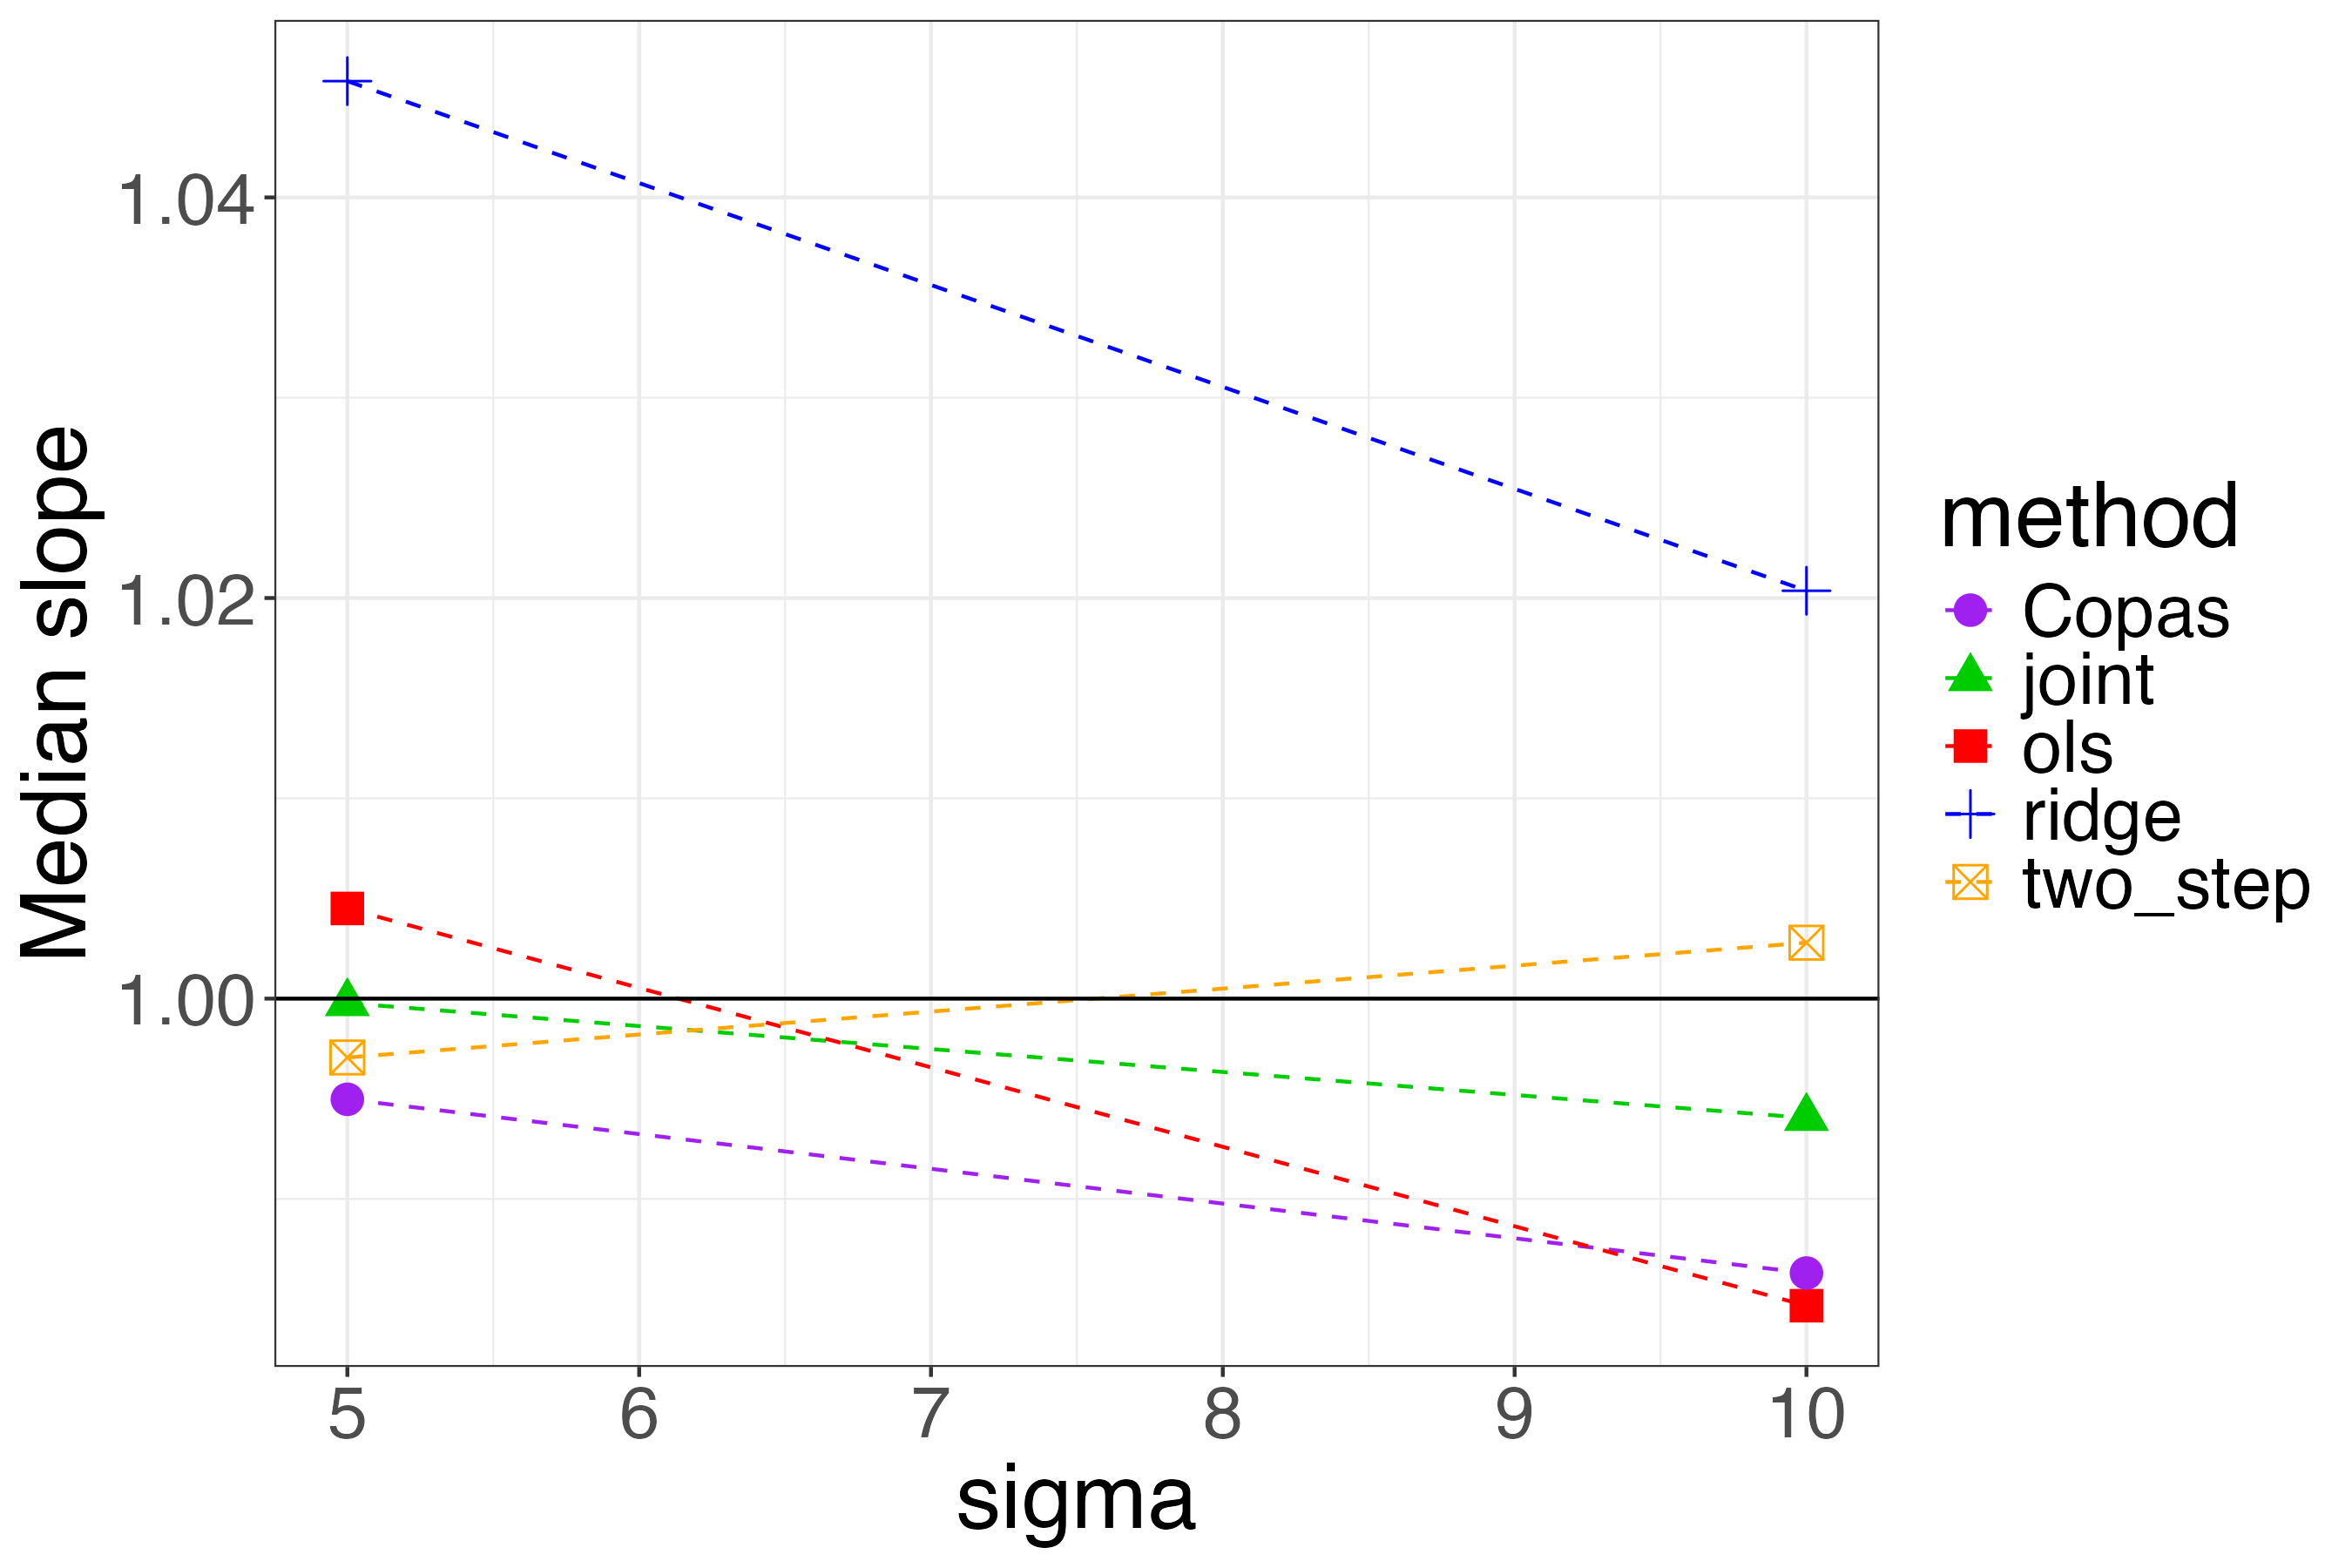 Median slope
1.04
1.02
1.00
5 6 7 8 9 10
sigma
method
Copas
joint
ols
ridge
two_step